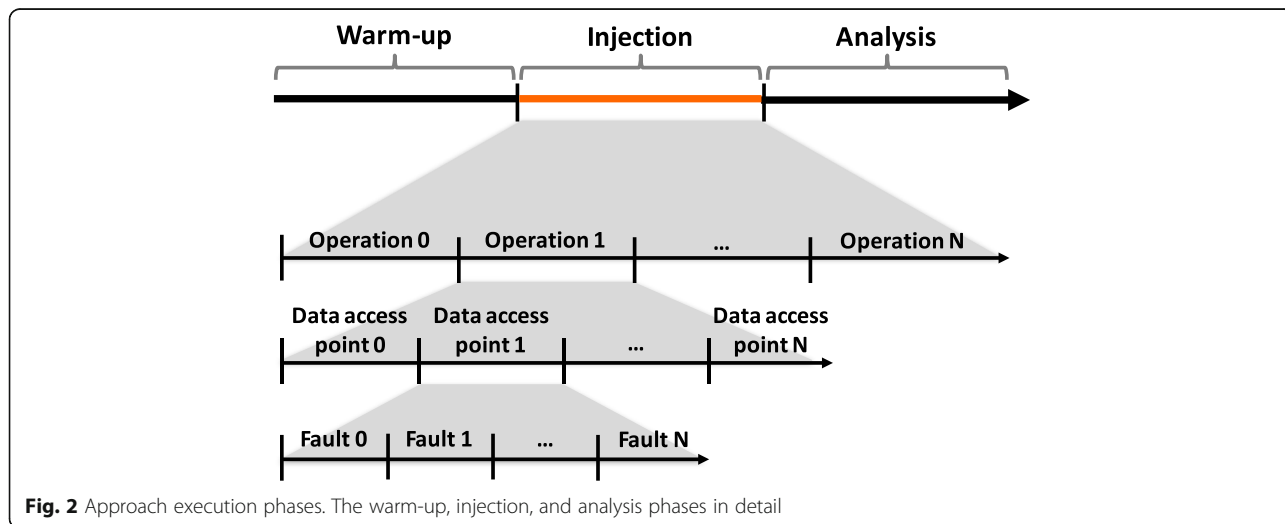 Warm-up Injection Analysis
Operation 0 Operation 1 ... Operation N
Data access Data access Data access
point 0 point 1 ... point N
Fault 0 Fault 1 ... Fault N
Fig. 2 Approach execution phases. The warm-up, injection, and analysis phases in detail